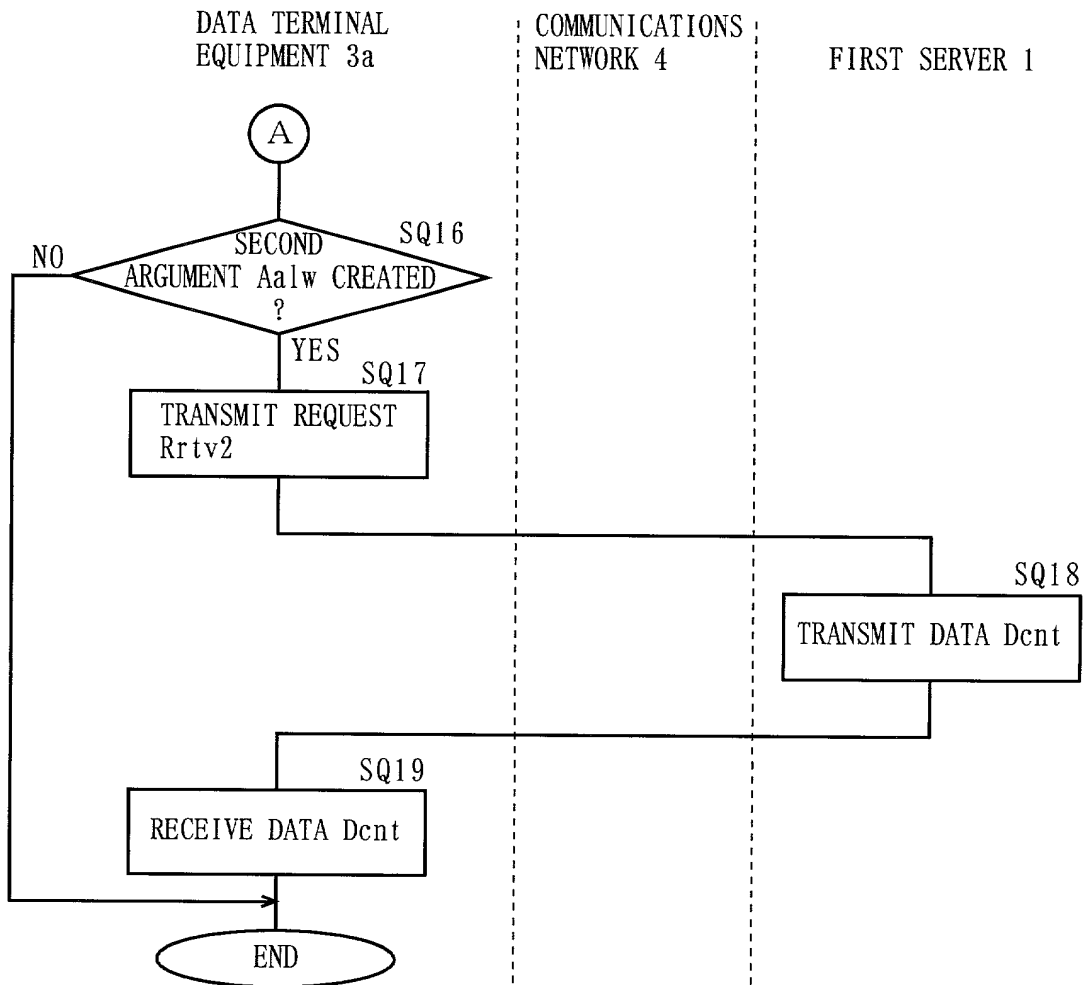 DATA TERMINAL
EQUIPMENT 3a
COMMUNICATIONS
NETWORK 4
FIRST SERVER 1
A
SQ16
NO
SECOND
ARGUMENT Aalw CREATED
?
YES
SQ17
TRANSMIT REQUEST
Rrtv2
SQ18
TRANSMIT DATA Dcnt
SQ19
RECEIVE DATA Dcnt
END